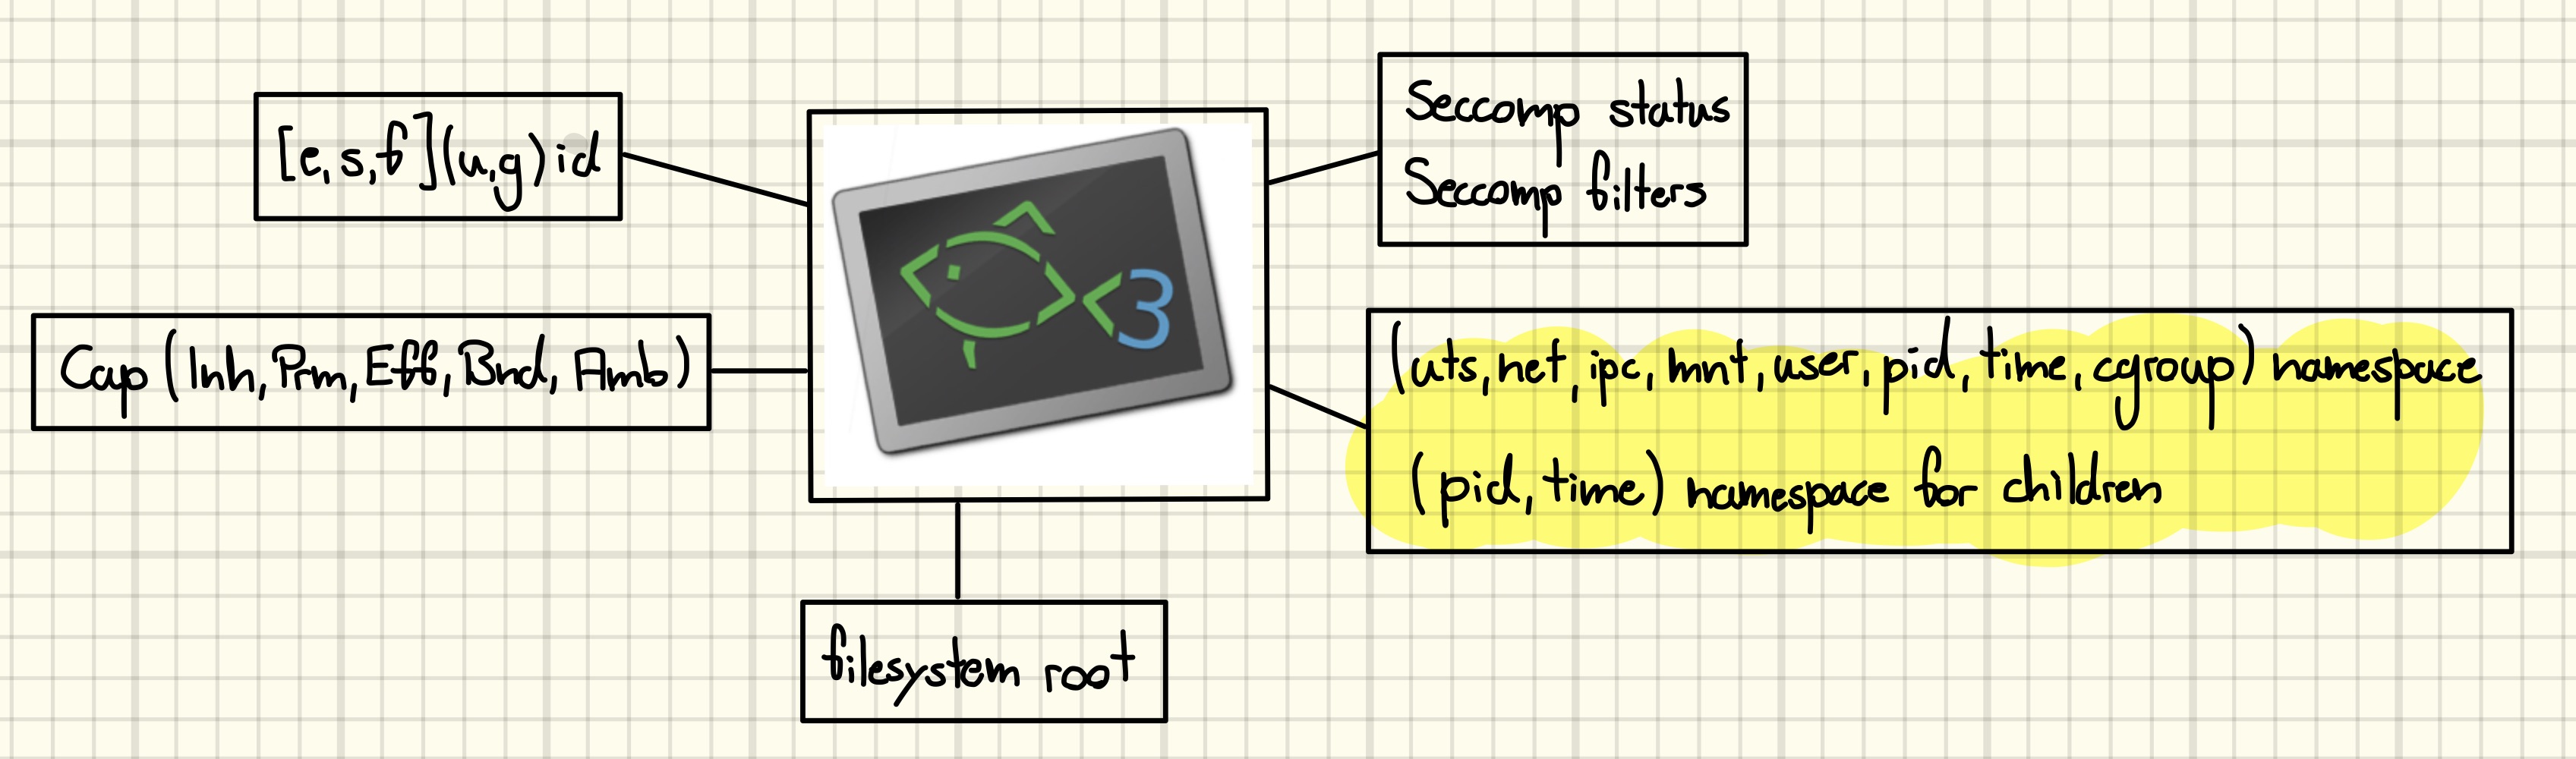 [e,s,f](u,g)id
Seccomp status
Seccomp filters
<3
Cap (Inh, Prm, Eff, Bnd, Amb)
(uts, net, ipc, mnt, user, pid, time, cgroup) namespace
(pid, time) namespace for children
filesystem root